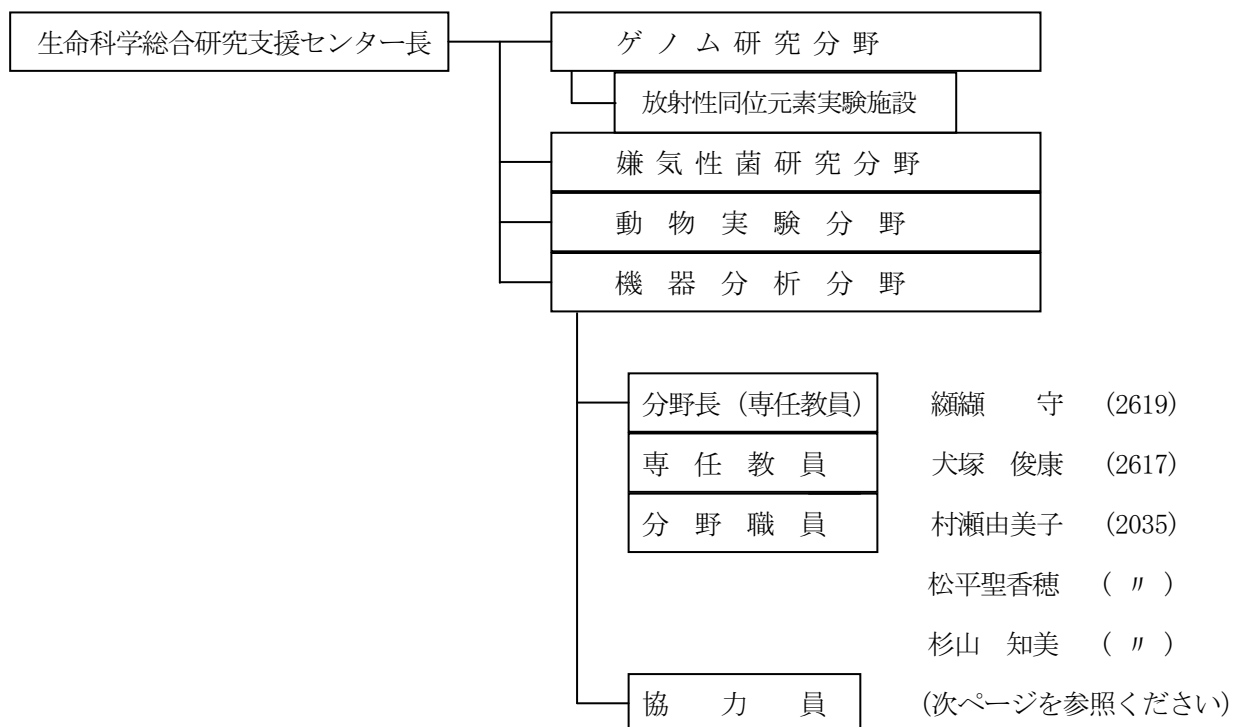 生命科学総合研究支援センター長
ゲノム研究分野
放射性同位元素実験施設
嫌気性菌研究分野
動物実験分野
機器分析分野
分野長（専任教員） 纐纈 守 (2619)
専任教員 犬塚 俊康 (2617)
分野職員 村瀬由美子 (2035)
松平聖香穂 ( 〃 )
杉山 知美 ( 〃 )
協力員 (次ページを参照ください)